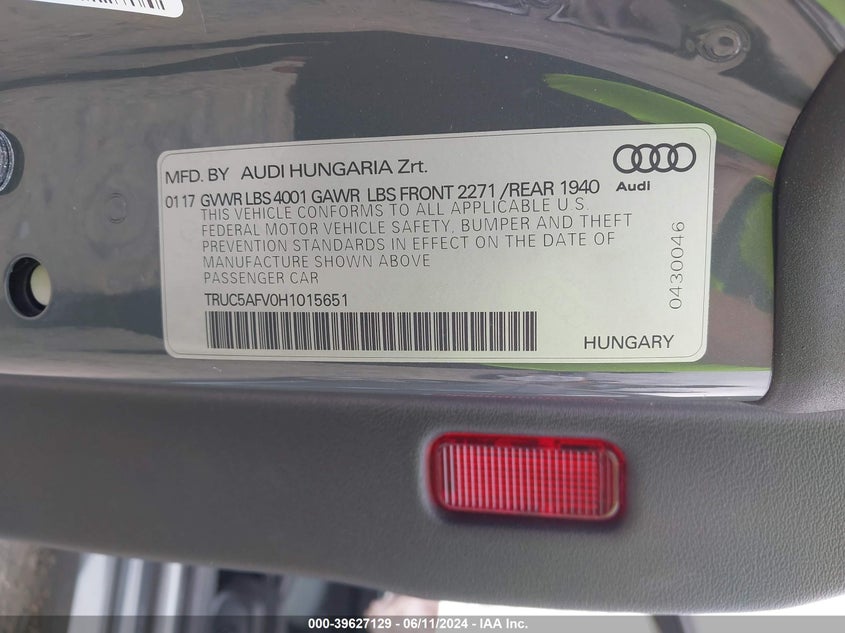 MFD. BY AUDI HUNGARIA Zrt.
01 17 GVWR LBS 4001 GAWR LBS FRONT 2271 /REAR 1940
THIS VEHICLE CONFORMS TO ALL APPLICABLE U.S.
FEDERAL MOTOR VEHICLE SAFETY, BUMPER AND THEFT
PREVENTION STANDARDS IN EFFECT ON THE DATE OF
MANUFACTURE SHOWN ABOVE
PASSENGER CAR
TRUC5AFV0H1015651
Audi
0430046
HUNGARY
000-39627129 - 06/11/2024 - IAA Inc.